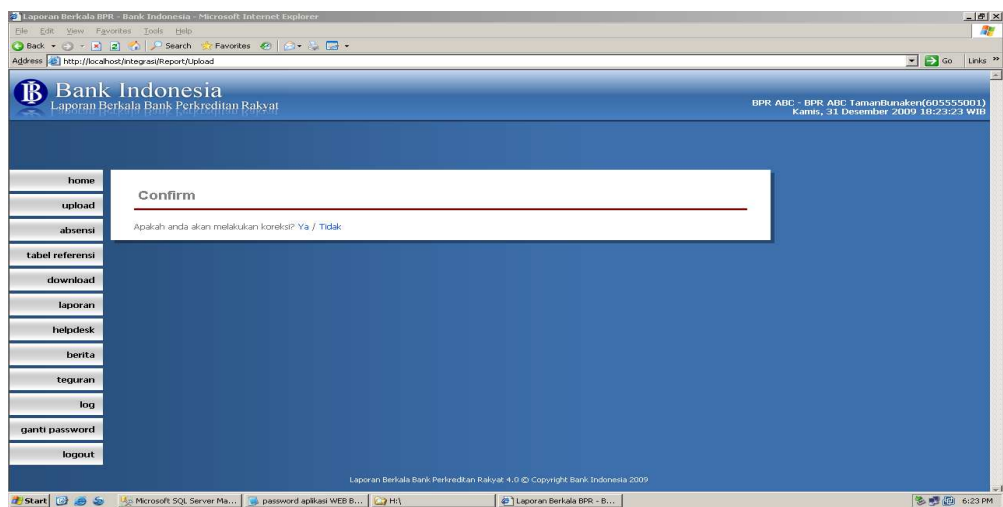 Laporan Berkala BPR - Bank Indonesia - Microsoft Internet Explorer
File Edit View Favorites Tools Help
Back Search Favorites
Address http://localhost/integrasi/Report/Upload Go Links »
Bank Indonesia
Laporan Berkala Bank Perkreditan Rakyat
BPR ABC - BPR ABC TamanBunaken(605555001)
Kamis, 31 Desember 2009 18:23:23 WIB
home
upload
absensi
tabel referensi
download
laporan
helpdesk
berita
teguran
log
ganti password
logout
Confirm
Apakah anda akan melakukan koreksi? Ya / Tidak
Laporan Berkala Bank Perkreditan Rakyat 4.0 © Copyright Bank Indonesia 2009
Start Microsoft SQL Server Ma... password aplikasi WEB B... H:\ Laporan Berkala BPR - B... 6:23 PM